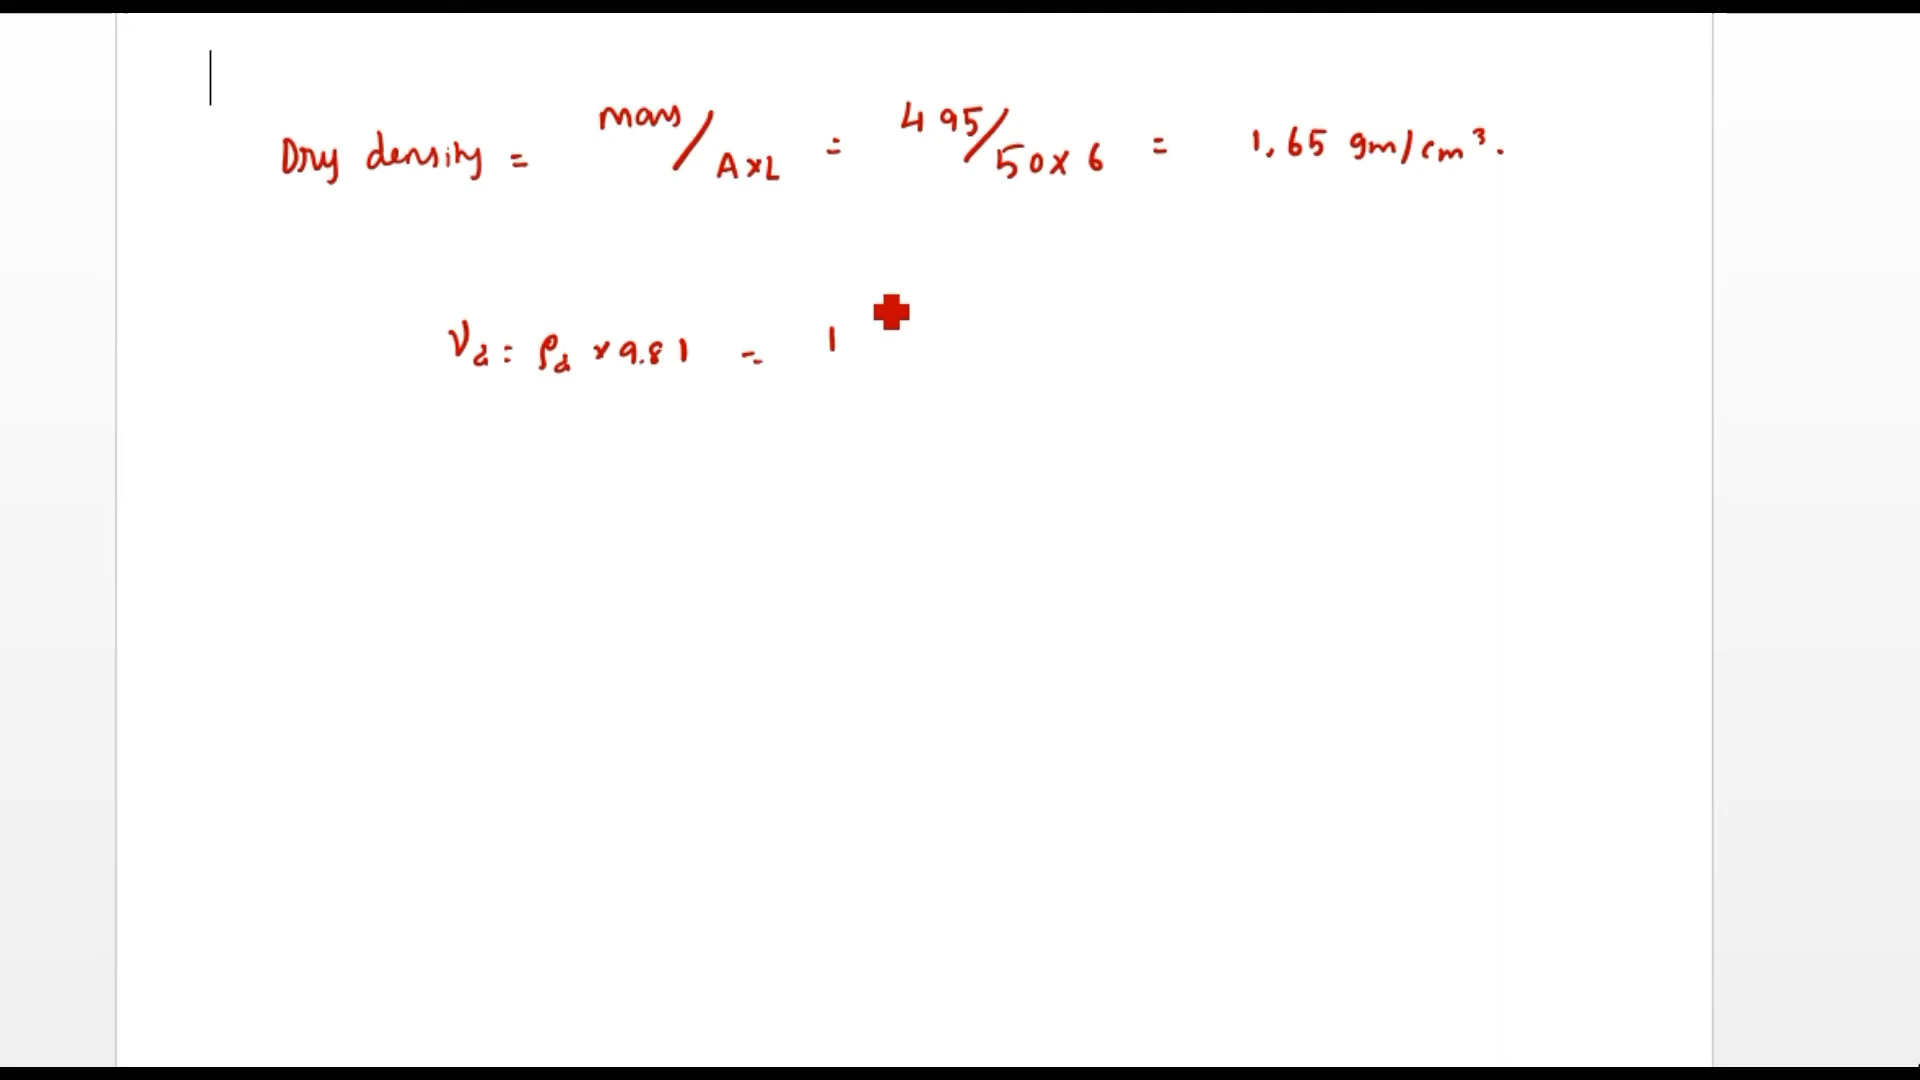 Dry density = mass/A×L = 495/50×6 = 1.65 gm/cm³.
γd = ρd × 9.81 = 1